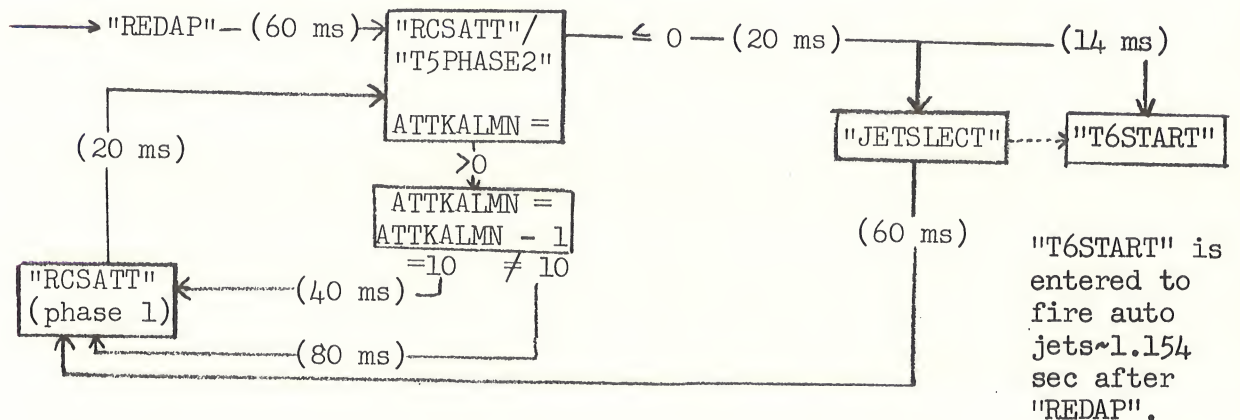 "REDAP" (60 ms) "RCSATT"/ ≤ 0 (20 ms) (14 ms)
"T5PHASE2"
ATTKALMN =
"JETSLECT" "T6START"
(20 ms)
>0
ATTKALMN =
ATTKALMN - 1
=10 ≠ 10
(60 ms)
"RCSATT"
(phase 1)
(40 ms)
(80 ms)
"T6START" is
entered to
fire auto
jets~1.154
sec after
"REDAP".